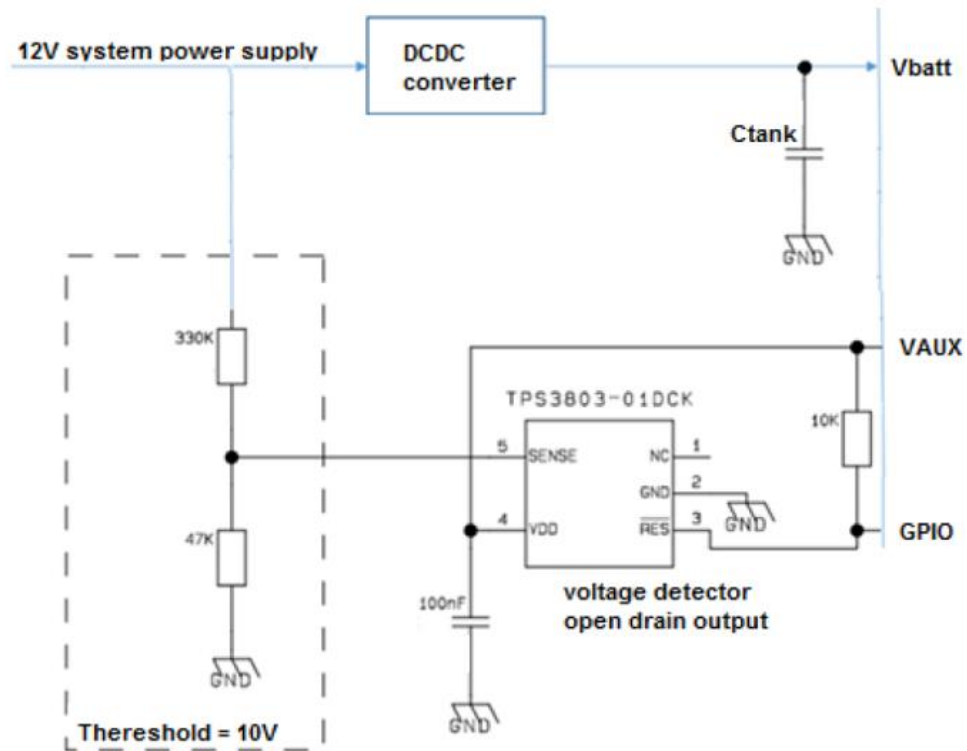 12V system power supply
DCDC
converter
Vbatt
Ctank
GND
330K
VAUX
TPS3803-01DCK
10K
5
SENSE
NC
1
GND
2
GND
47K
4
VDD
RES
3
GPIO
100nF
voltage detector
open drain output
GND
GND
Thereshold = 10V